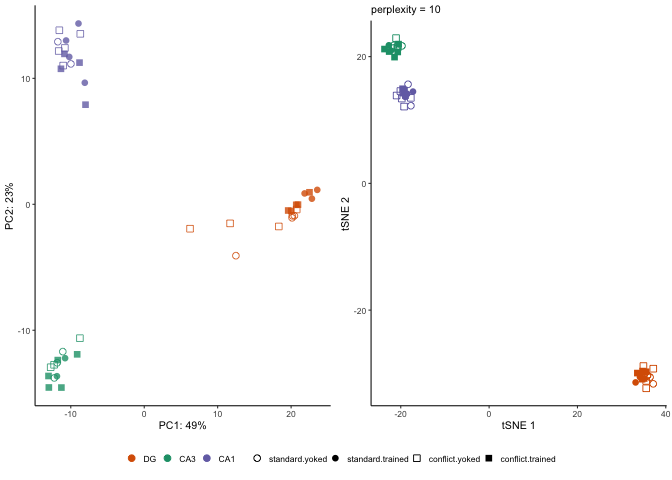 perplexity = 10
PC2: 23%
10
0
-10
-10
0
10
20
PC1: 49%
tSNE 2
20
0
-20
-20
0
20
40
tSNE 1
DG CA3 CA1 standard.yoked standard.trained conflict.yoked conflict.trained